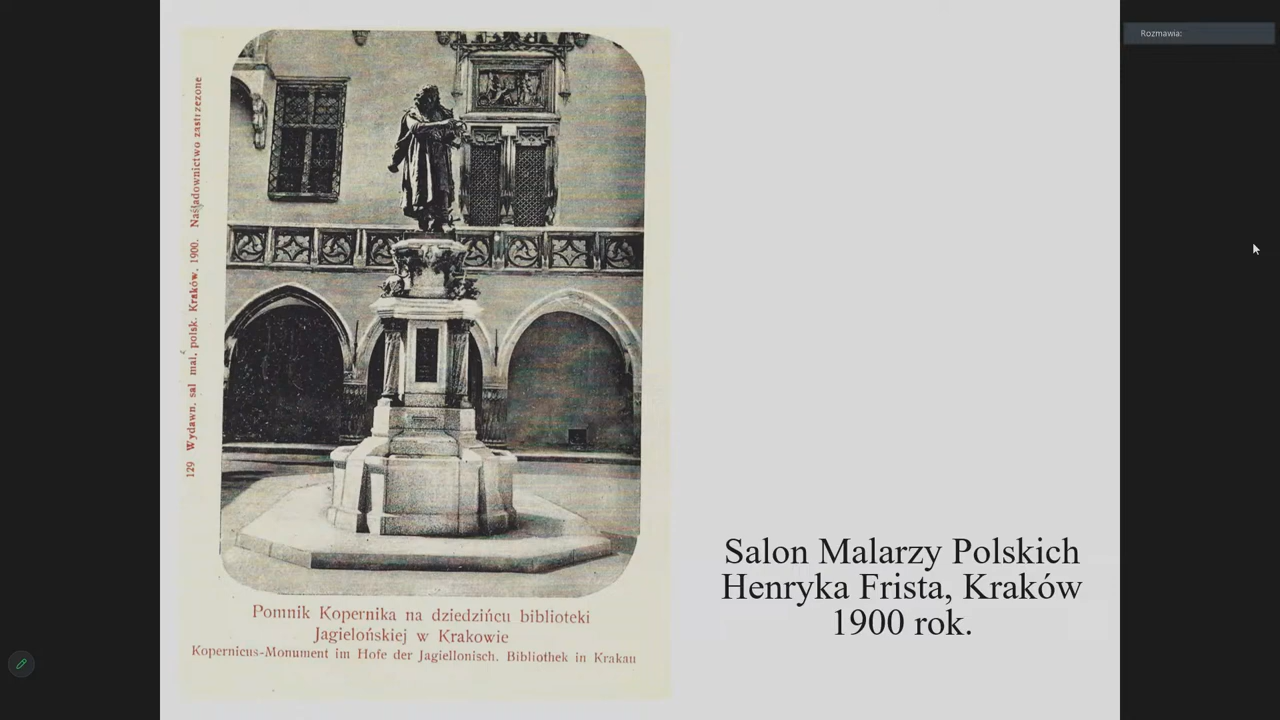 Rozmawia:
129 Wydawn. sal mal. polsk. Kraków. 1900. Naśladownictwo zastrzeżone
Pomnik Kopernika na dziedzińcu biblioteki
Jagielońskiej w Krakowie
Kopernicus-Monument im Hofe der Jagiellonisch. Bibliothek in Krakau
Salon Malarzy Polskich
Henryka Frista, Kraków
1900 rok.